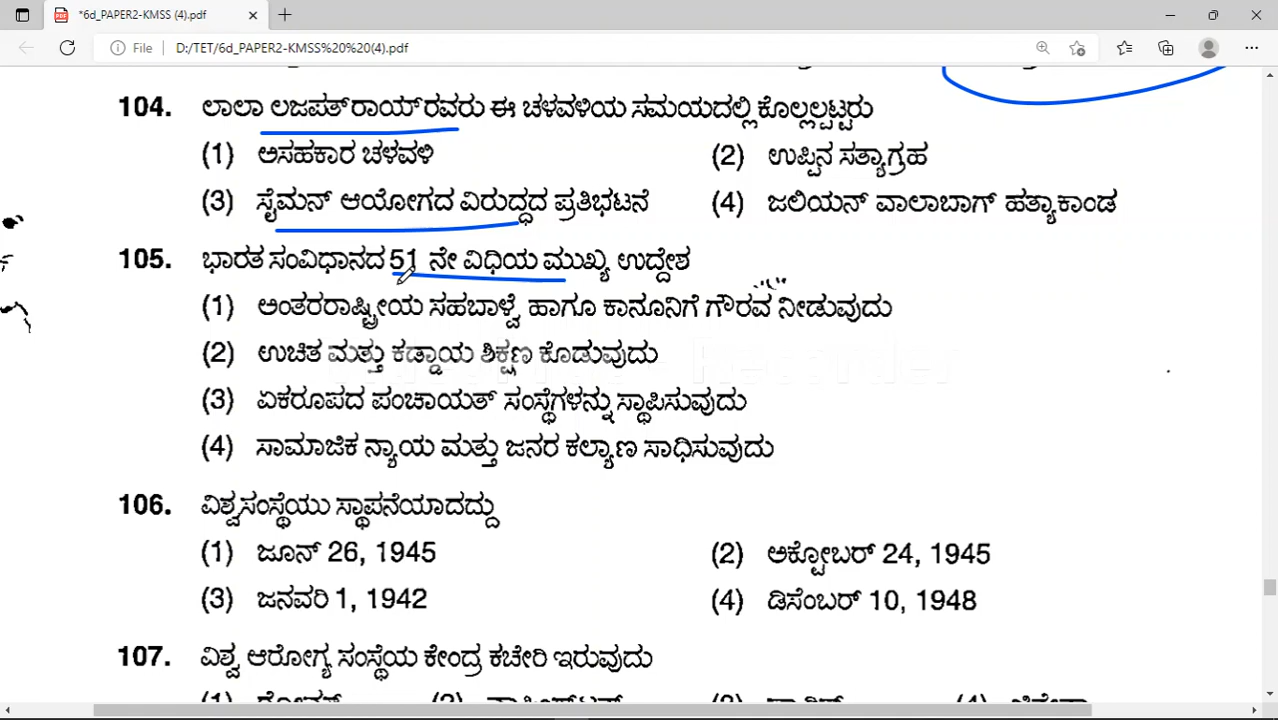 *6d_PAPER2-KMSS (4).pdf
File D:/TET/6d_PAPER2-KMSS%20%20(4).pdf
104. ಲಾಲಾ ಲಜಪತ್‌ರಾಯ್‌ರವರು ಈ ಚಳವಳಿಯ ಸಮಯದಲ್ಲಿ ಕೊಲ್ಲಲ್ಪಟ್ಟರು
(1) ಅಸಹಕಾರ ಚಳವಳಿ (2) ಉಪ್ಪಿನ ಸತ್ಯಾಗ್ರಹ
(3) ಸೈಮನ್ ಆಯೋಗದ ವಿರುದ್ಧದ ಪ್ರತಿಭಟನೆ (4) ಜಲಿಯನ್ ವಾಲಾಬಾಗ್ ಹತ್ಯಾಕಾಂಡ
105. ಭಾರತ ಸಂವಿಧಾನದ 51 ನೇ ವಿಧಿಯ ಮುಖ್ಯ ಉದ್ದೇಶ
(1) ಅಂತರರಾಷ್ಟ್ರೀಯ ಸಹಬಾಳ್ವೆ ಹಾಗೂ ಕಾನೂನಿಗೆ ಗೌರವ ನೀಡುವುದು
(2) ಉಚಿತ ಮತ್ತು ಕಡ್ಡಾಯ ಶಿಕ್ಷಣ ಕೊಡುವುದು
(3) ಏಕರೂಪದ ಪಂಚಾಯತ್ ಸಂಸ್ಥೆಗಳನ್ನು ಸ್ಥಾಪಿಸುವುದು
(4) ಸಾಮಾಜಿಕ ನ್ಯಾಯ ಮತ್ತು ಜನರ ಕಲ್ಯಾಣ ಸಾಧಿಸುವುದು
106. ವಿಶ್ವಸಂಸ್ಥೆಯು ಸ್ಥಾಪನೆಯಾದದ್ದು
(1) ಜೂನ್ 26, 1945 (2) ಅಕ್ಟೋಬರ್ 24, 1945
(3) ಜನವರಿ 1, 1942 (4) ಡಿಸೆಂಬರ್ 10, 1948
107. ವಿಶ್ವ ಆರೋಗ್ಯ ಸಂಸ್ಥೆಯ ಕೇಂದ್ರ ಕಚೇರಿ ಇರುವುದು